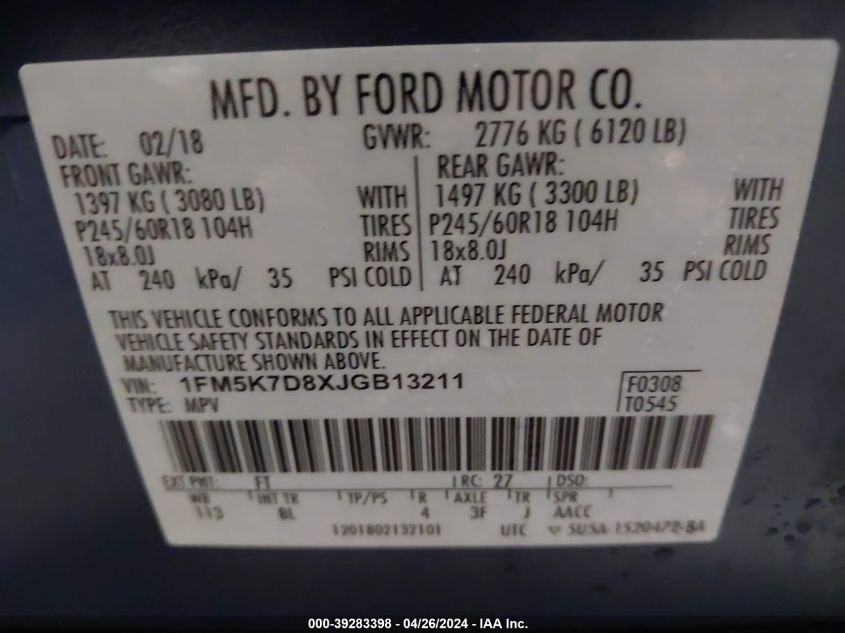 MFD. BY FORD MOTOR CO.
DATE: 02/18 GVWR: 2776 KG ( 6120 LB)
FRONT GAWR: REAR GAWR:
1397 KG ( 3080 LB) WITH 1497 KG ( 3300 LB) WITH
P245/60R18 104H TIRES P245/60R18 104H TIRES
18x8.0J RIMS 18x8.0J RIMS
AT 240 kPa/ 35 PSI COLD AT 240 kPa/ 35 PSI COLD
THIS VEHICLE CONFORMS TO ALL APPLICABLE FEDERAL MOTOR
VEHICLE SAFETY STANDARDS IN EFFECT ON THE DATE OF
MANUFACTURE SHOWN ABOVE.
VIN: 1FM5K7D8XJGB13211 F0308
TYPE: MPV T0545
EXT PNT: FT RC: 27 DSO:
WB INT TR TP/PS R AXLE TR SPR
113 8L 4 3F J AACC
1201802132101 UTC SUSA-1520472-BA
000-39283398 - 04/26/2024 - IAA Inc.